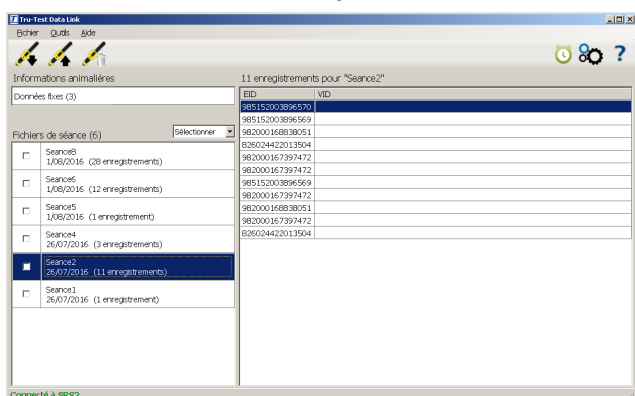 Tru-Test Data Link
Fichier Outils Aide
Informations animalières
Données fixes (3)
Fichiers de séance (6)
Sélectionner
Seance8
1/08/2016 (28 enregistrements)
Seance6
1/08/2016 (12 enregistrements)
Seance5
1/08/2016 (1 enregistrement)
Seance4
26/07/2016 (3 enregistrements)
Seance2
26/07/2016 (11 enregistrements)
Seance1
26/07/2016 (1 enregistrement)
11 enregistrements pour "Seance2"
EID VID
985152003896570
985152003896569
982000168838051
826024422013504
982000167397472
982000167397472
985152003896569
982000167397472
982000168838051
982000167397472
826024422013504
Connecté à SRS2